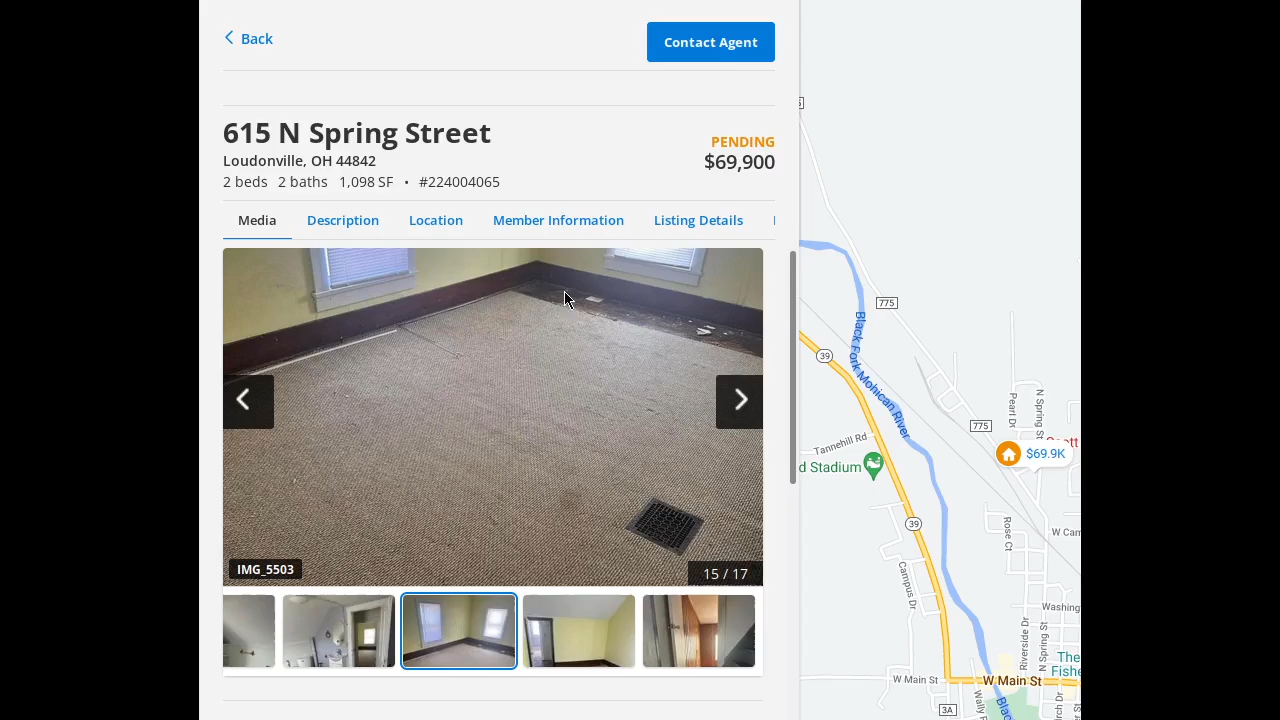 Back
Contact Agent
615 N Spring Street
Loudonville, OH 44842
2 beds 2 baths 1,098 SF • #224004065
PENDING
$69,900
Media Description Location Member Information Listing Details
IMG_5503
15 / 17
775
39
Black Fork Mohican River
775
Pearl Dr
N Spring St
Tannehill Rd
d Stadium
$69.9K
39
Rose Ct
W Cam
Campus Dr
Washing
Riverside Dr
N Spring St
The
Fishe
W Main St
W Main St
3A
Wally R